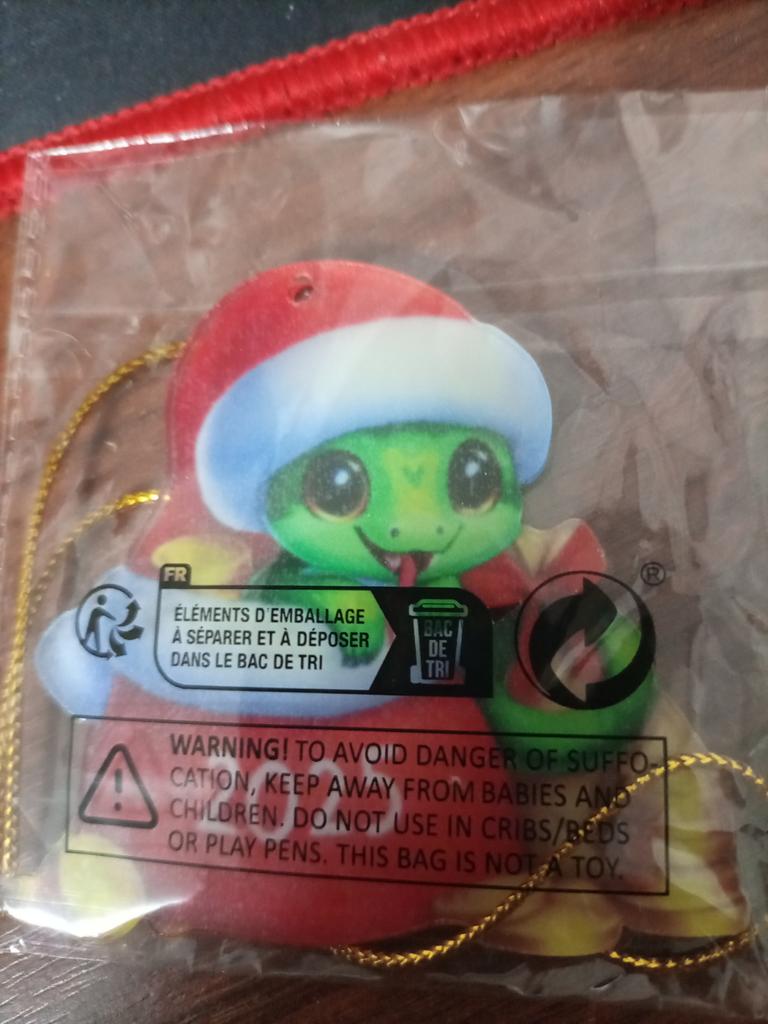 ®
FR
ÉLÉMENTS D'EMBALLAGE
À SÉPARER ET À DÉPOSER
DANS LE BAC DE TRI
BAC
DE
TRI
WARNING! TO AVOID DANGER OF SUFFO-
CATION, KEEP AWAY FROM BABIES AND
CHILDREN. DO NOT USE IN CRIBS/BEDS
OR PLAY PENS. THIS BAG IS NOT A TOY.